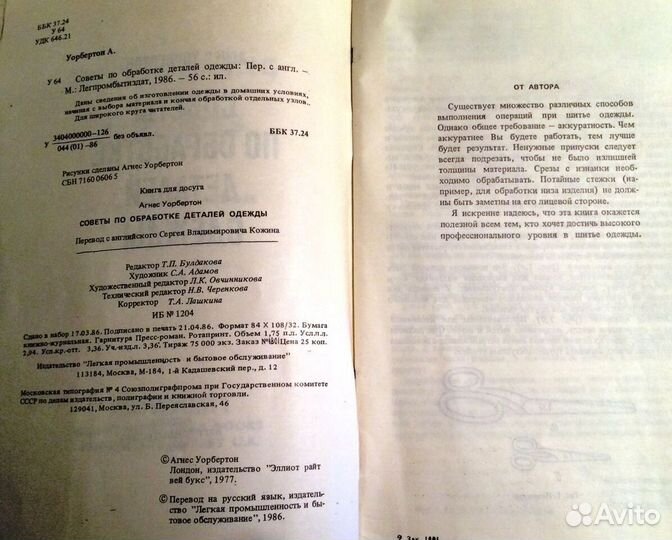 ББК 37.24
У 64
УДК 646.21
Уорбертон А.
У 64 Советы по обработке деталей одежды: Пер. с англ. —
М.: Легпромбытиздат, 1986. — 56 с.: ил.
Даны сведения об изготовлении одежды в домашних условиях,
начиная с выбора материала и кончая обработкой отдельных узлов.
Для широкого круга читателей.
У 3404000000—126
044 (01) —86
без объявл.
ББК 37.24
Рисунки сделаны Агнес Уорбертон
СБН 7160 0606 5
Книга для досуга
Агнес Уорбертон
СОВЕТЫ ПО ОБРАБОТКЕ ДЕТАЛЕЙ ОДЕЖДЫ
Перевод с английского Сергея Владимировича Кожина
Редактор Т.П. Булдакова
Художник С.А. Адамов
Художественный редактор Л.К. Овчинникова
Технический редактор Н.В. Черенкова
Корректор Т.А. Лашкина
ИБ № 1204
Сдано в набор 17.03.86. Подписано в печать 21.04.86. Формат 84 X 108/32. Бумага
книжно-журнальная. Гарнитура Пресс-роман. Ротапринт. Объем 1,75 п.л. Усл.п.л.
2,94. Усл.кр.-отт. 3,36. Уч.-изд.л. 3,36. Тираж 75 000 экз. Заказ № Цена 25 коп.
Издательство "Легкая промышленность и бытовое обслуживание"
113184, Москва, М-184, 1-й Кадашевский пер., д. 12
Московская типография № 4 Союзполиграфпрома при Государственном комитете
СССР по делам издательств, полиграфии и книжной торговли.
129041, Москва, ул. Б. Переяславская, 46
© Агнес Уорбертон
Лондон, издательство "Эллиот райт
вей букс", 1977.
© Перевод на русский язык, издатель-
ство "Легкая промышленность и бы-
товое обслуживание", 1986.
ОТ АВТОРА
Существует множество различных способов
выполнения операций при шитье одежды.
Однако общее требование — аккуратность. Чем
аккуратнее Вы будете работать, тем лучше
будет результат. Ненужные припуски следует
всегда подрезать, чтобы не было излишней
толщины материала. Срезы с изнанки необхо-
димо обрабатывать. Потайные стежки (на-
пример, для обработки низа изделия) не долж-
ны быть заметны на его лицевой стороне.
Я искренне надеюсь, что эта книга окажется
полезной всем тем, кто хочет достичь высокого
профессионального уровня в шитье одежды.
Avito